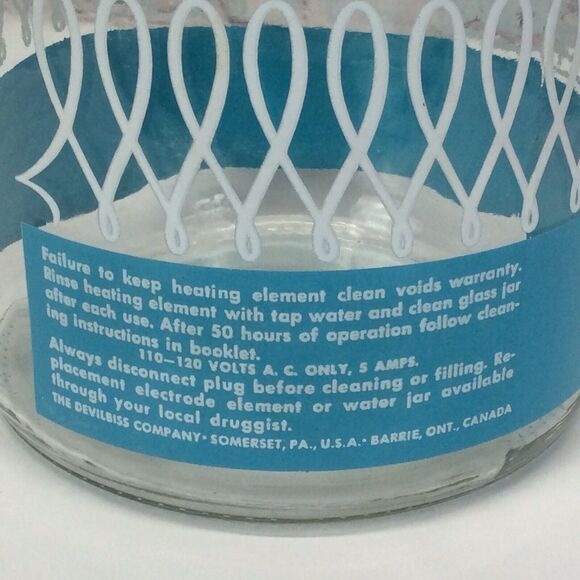 Failure to keep heating element clean voids warranty.
Rinse heating element with tap water and clean glass jar
after each use. After 50 hours of operation follow clean-
ing instructions in booklet.
110—120 VOLTS A. C. ONLY, 5 AMPS.
Always disconnect plug before cleaning or filling. Re-
placement electrode element or water jar available
through your local druggist.
THE DEVILBISS COMPANY • SOMERSET, PA., U.S.A. • BARRIE, ONT., CANADA